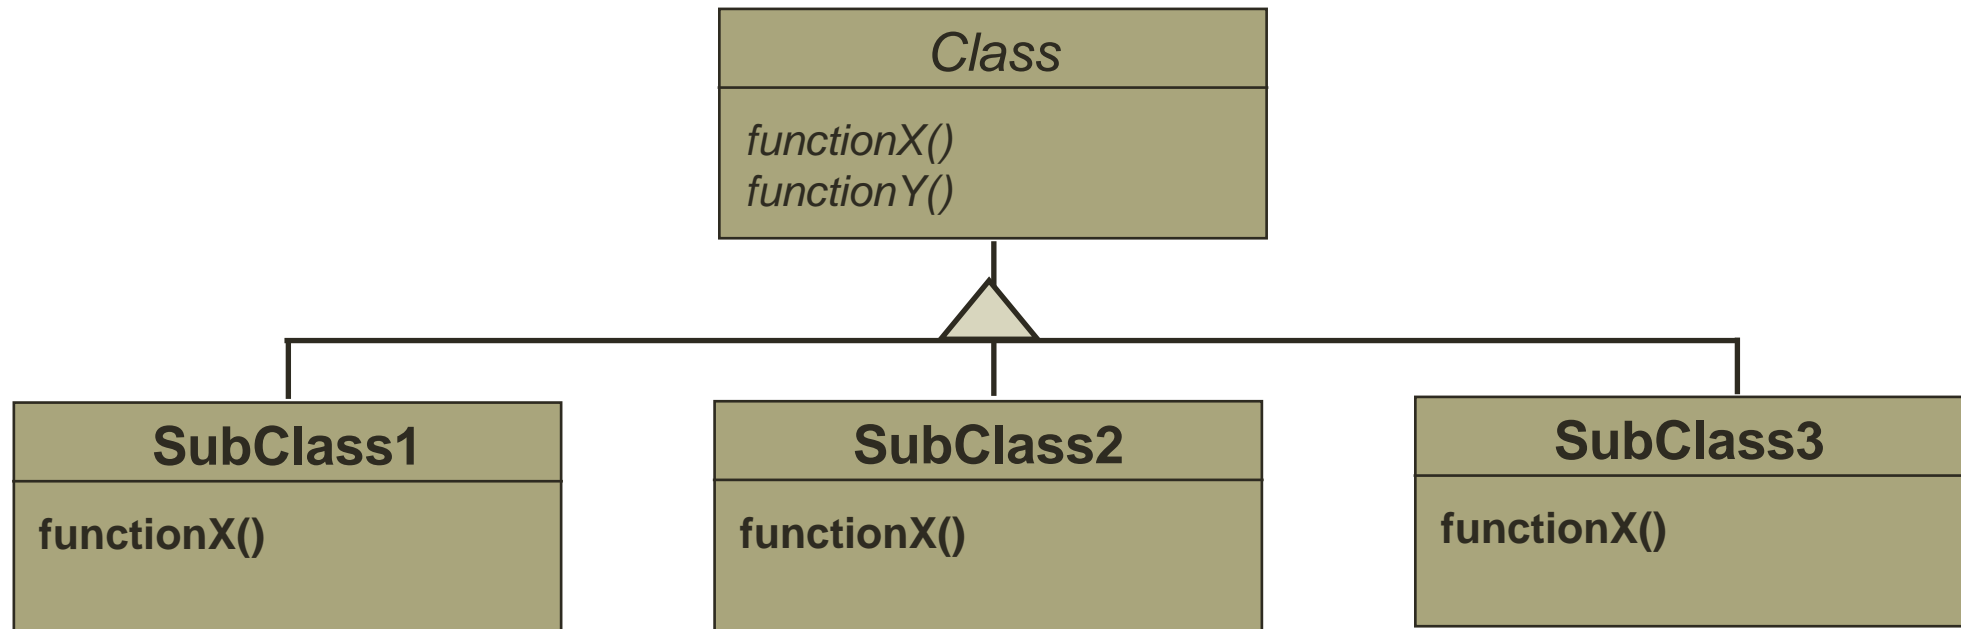 Class
functionX()
functionY()
SubClass1
functionX()
SubClass2
functionX()
SubClass3
functionX()